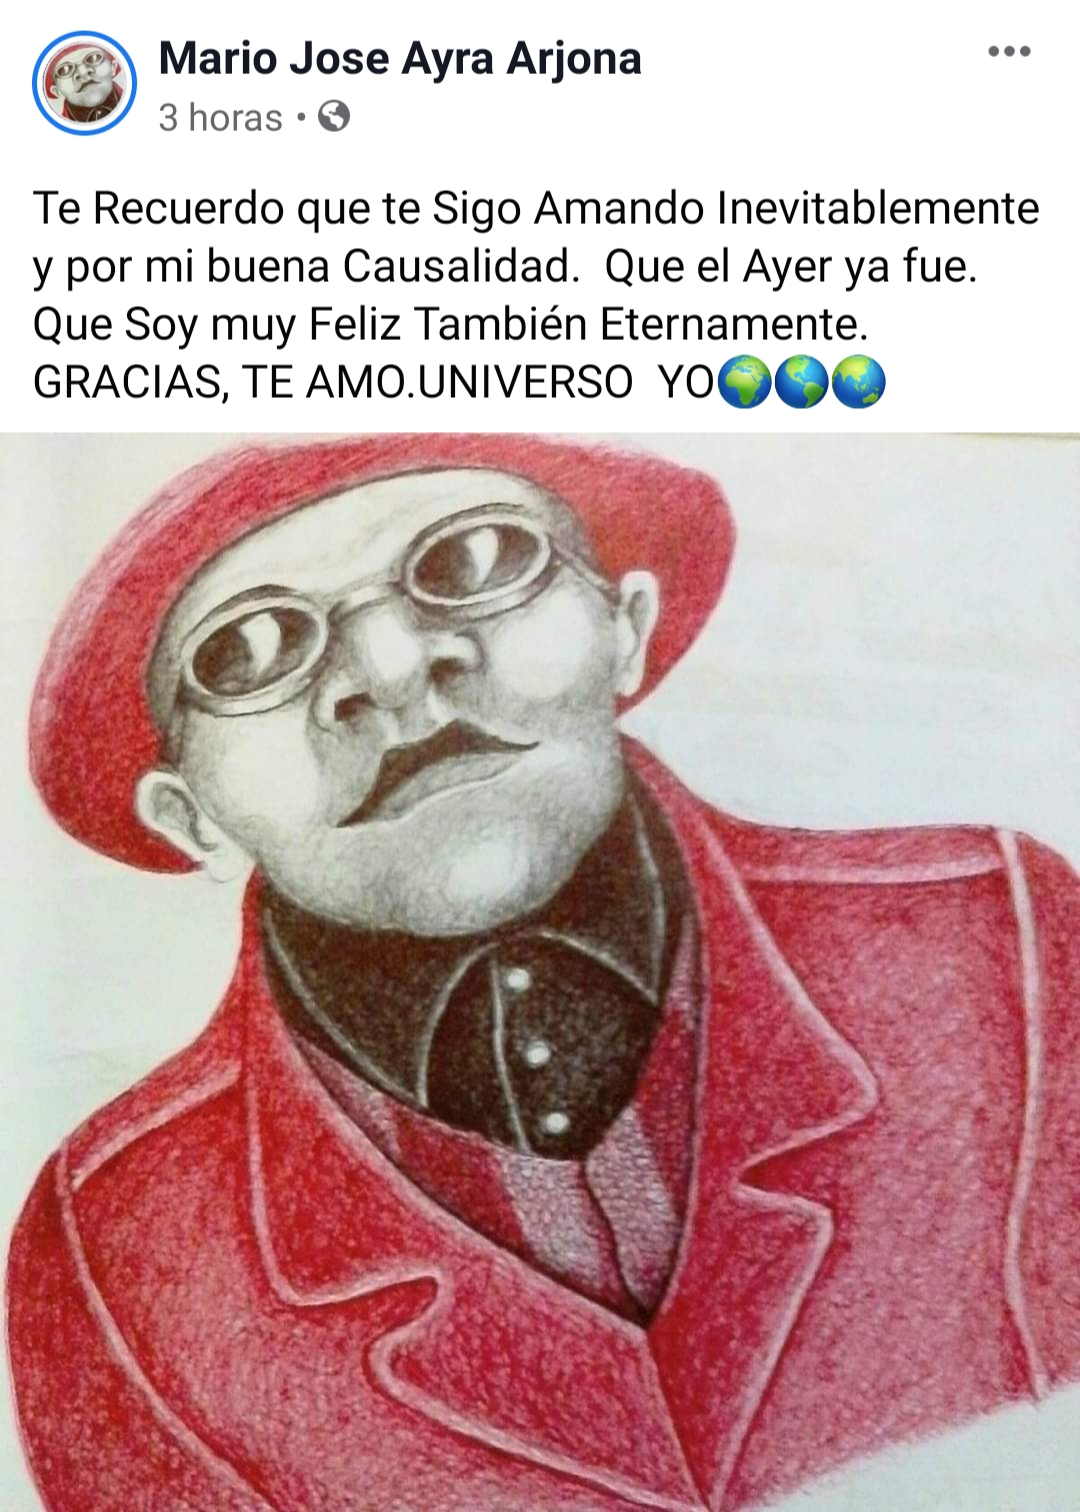 Mario Jose Ayra Arjona
3 horas •
Te Recuerdo que te Sigo Amando Inevitablemente
y por mi buena Causalidad.  Que el Ayer ya fue.
Que Soy muy Feliz También Eternamente.
GRACIAS, TE AMO.UNIVERSO  YO🌍🌎🌏